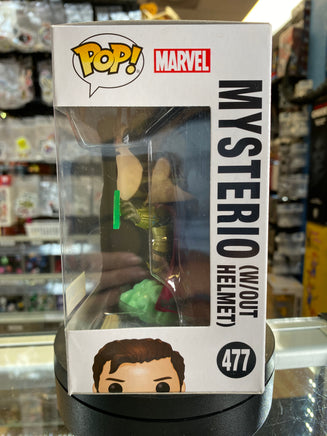 POP!
MARVEL
MYSTERIO
(W/OUT
HELMET)
477